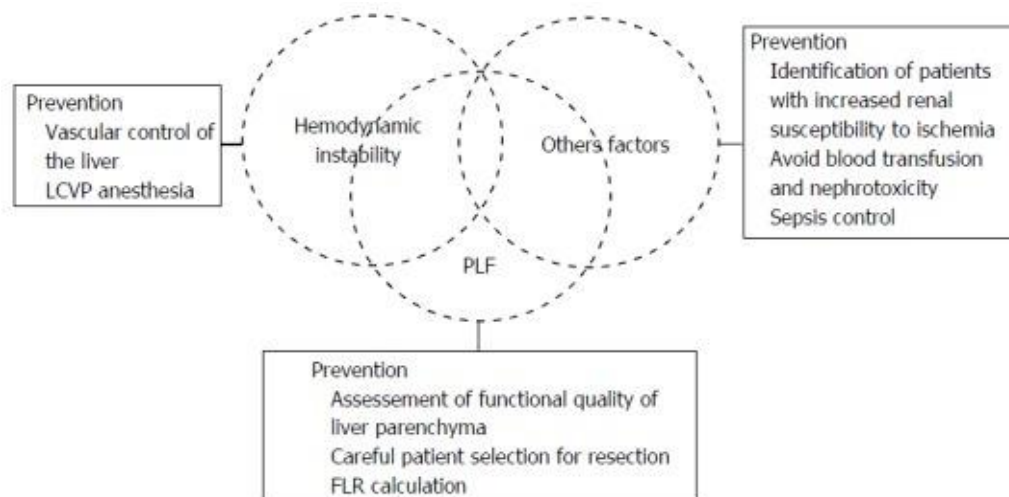 Prevention
Vascular control of
the liver
LCVP anesthesia
Hemodynamic
instability
Others factors
PLF
Prevention
Identification of patients
with increased renal
susceptibility to ischemia
Avoid blood transfusion
and nephrotoxicity
Sepsis control
Prevention
Assessement of functional quality of
liver parenchyma
Careful patient selection for resection
FLR calculation